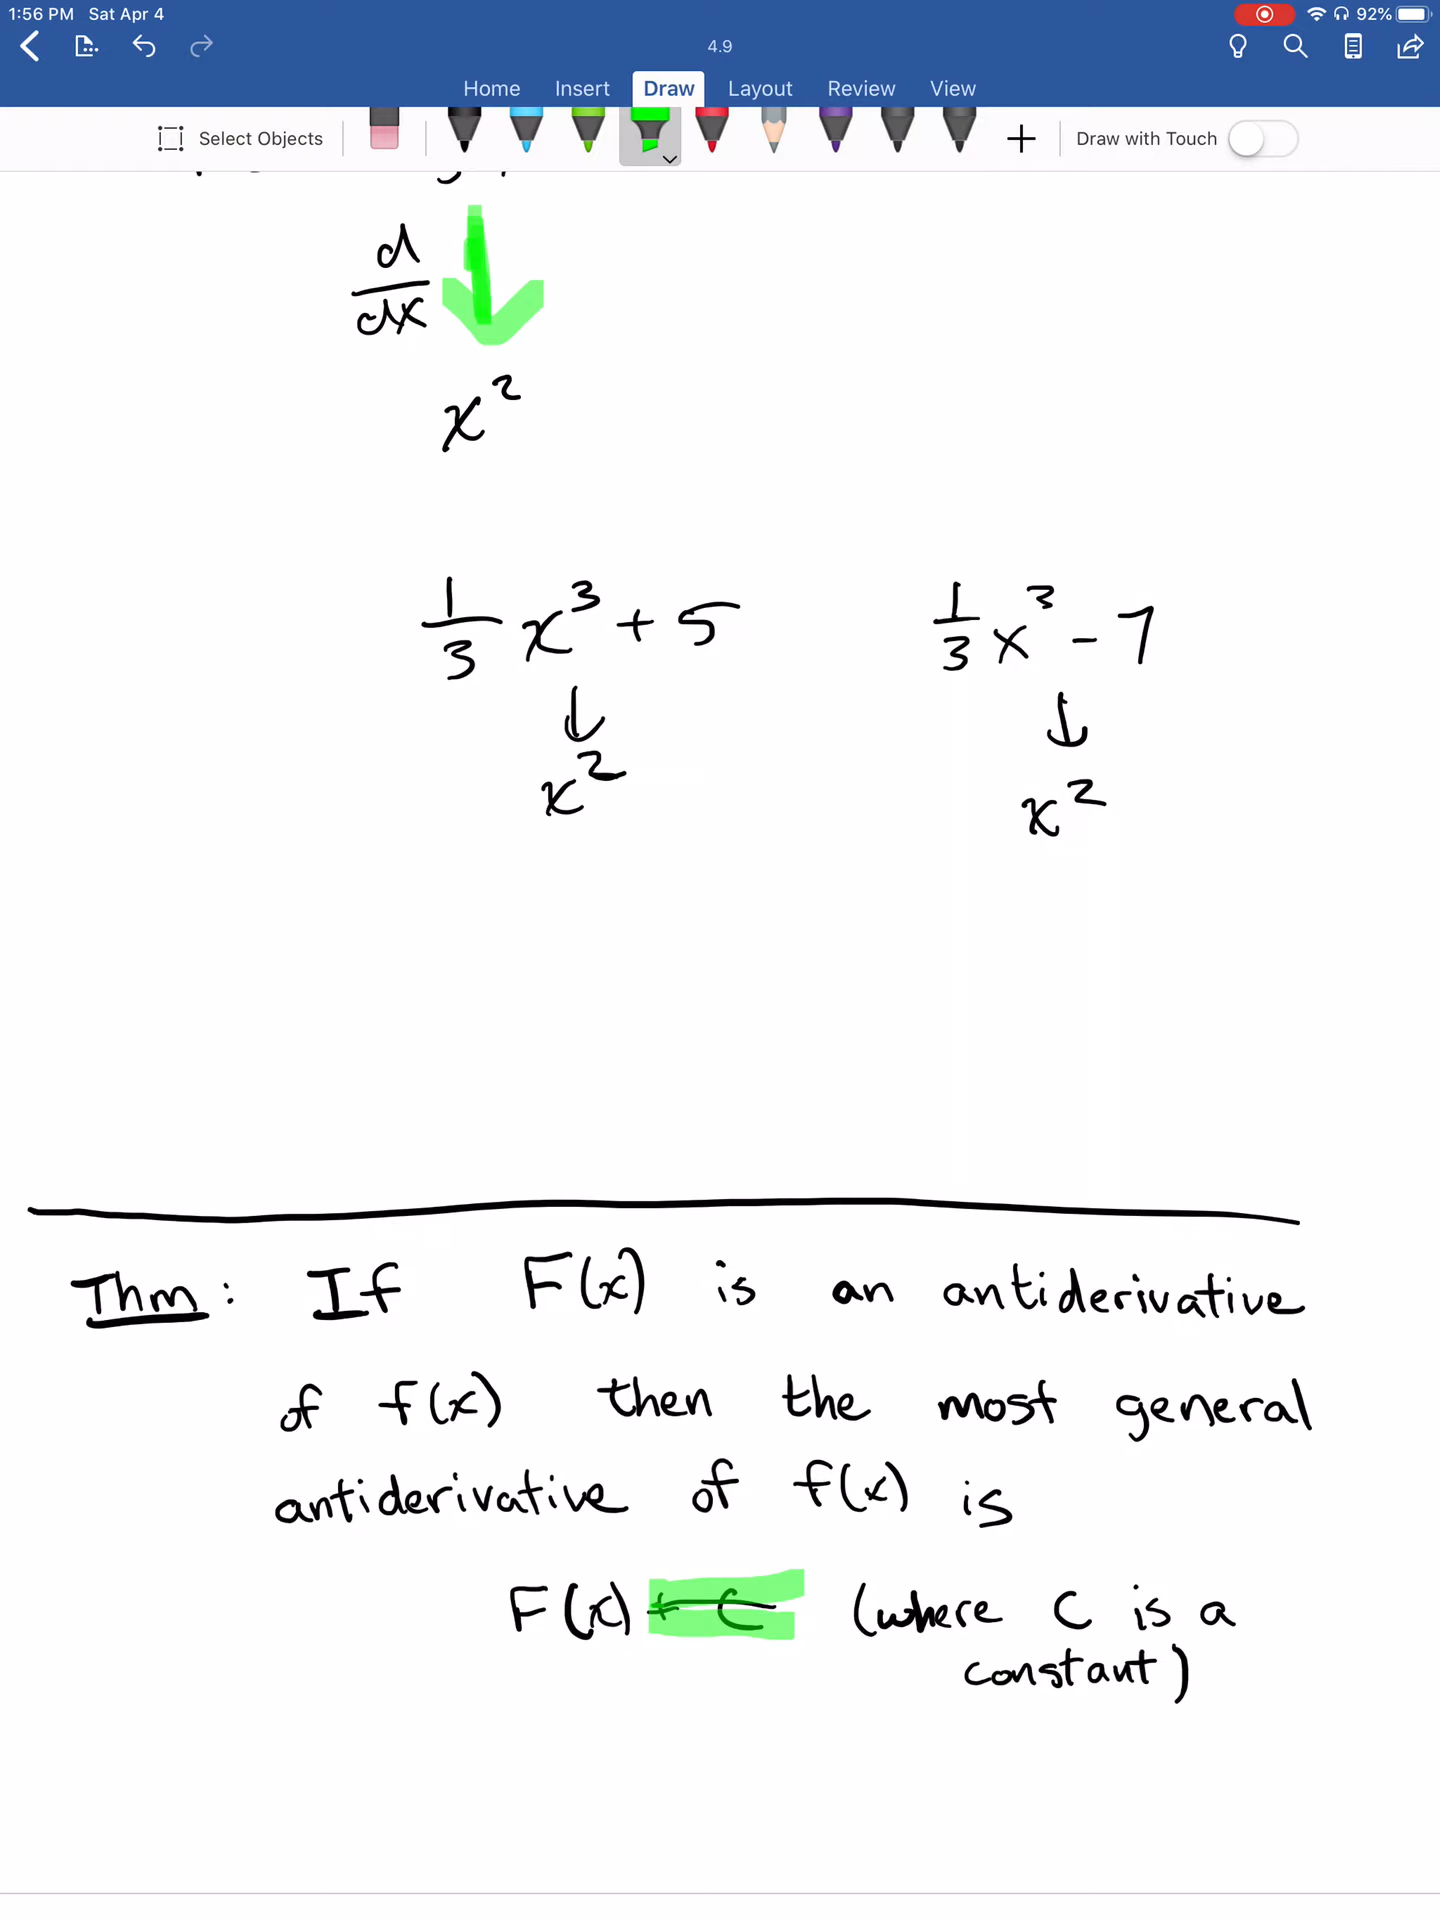 1:56 PM Sat Apr 4 92%
4.9
Home Insert Draw Layout Review View
Select Objects Draw with Touch
d
dx
x²
1/3 x³ + 5 1/3 x³ - 7
↓ ↓
x² x²
Thm: If F(x) is an antiderivative
of f(x) then the most general
antiderivative of f(x) is
F(x) + C (where C is a
constant)